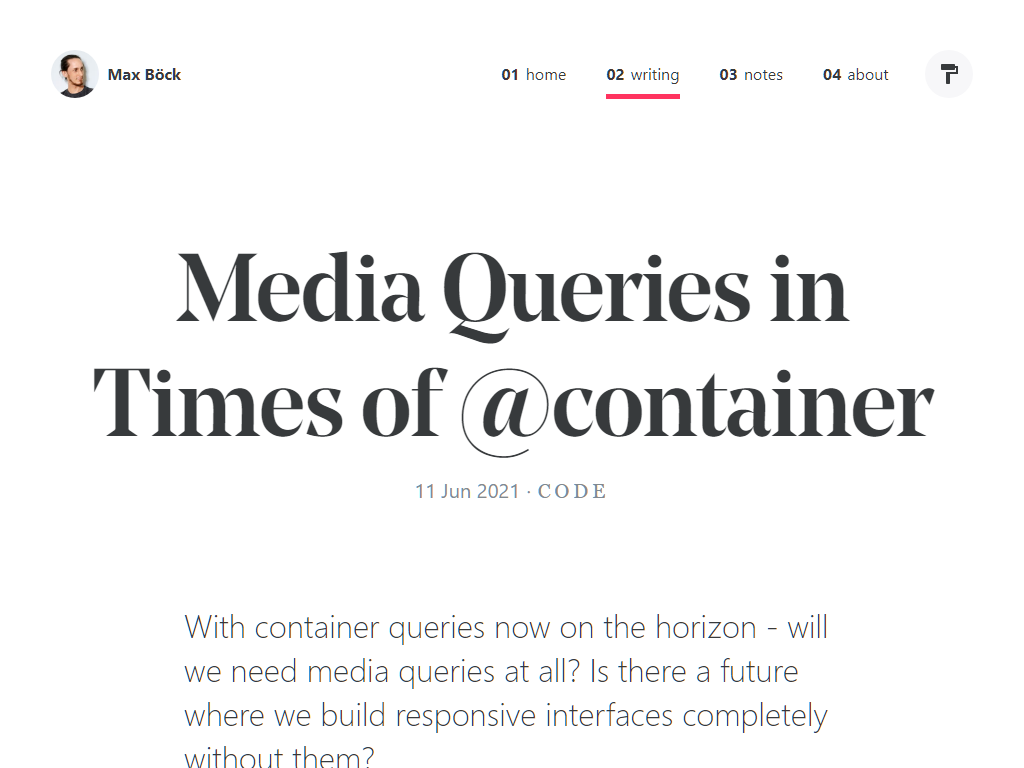 Max Böck
01 home
02 writing
03 notes
04 about
Media Queries in
Times of @container
11 Jun 2021 · CODE
With container queries now on the horizon - will
we need media queries at all? Is there a future
where we build responsive interfaces completely
without them?